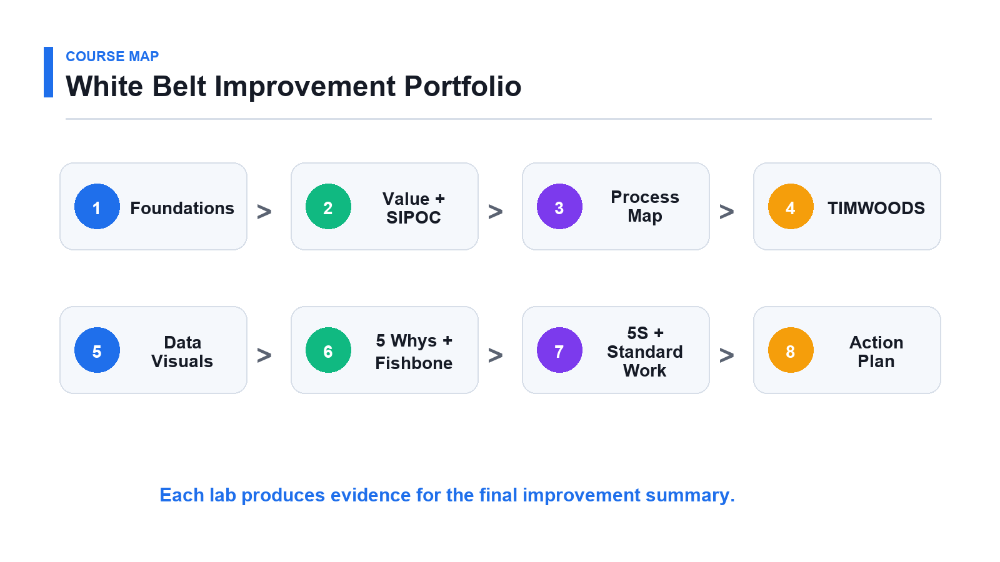 COURSE MAP
White Belt Improvement Portfolio
1
Foundations
>
2
Value +
SIPOC
>
3
Process
Map
>
4
TIMWOODS
5
Data
Visuals
>
6
5 Whys +
Fishbone
>
7
5S +
Standard
Work
>
8
Action
Plan
Each lab produces evidence for the final improvement summary.